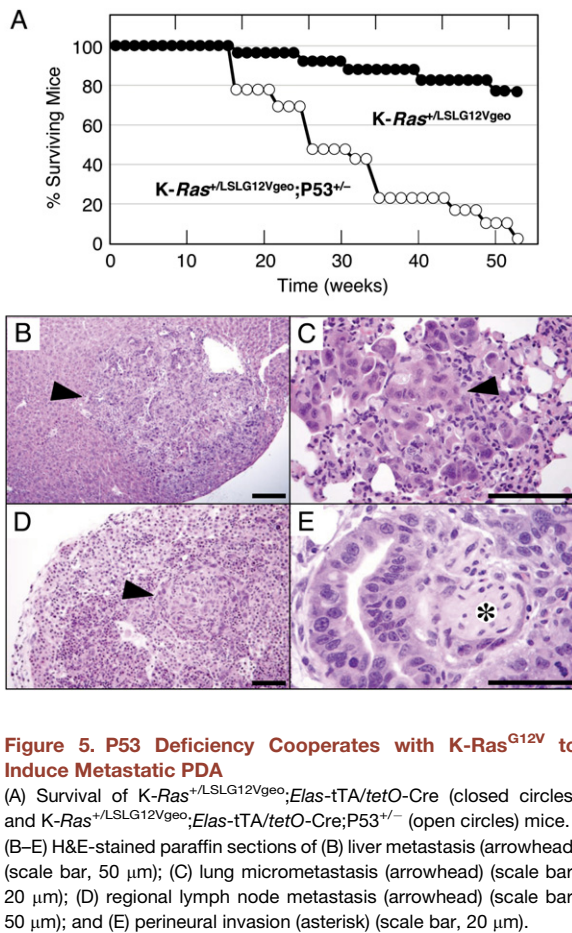 A
100
80
60
40
20
0
% Surviving Mice
K-Ras+/LSLG12Vgeo
K-Ras+/LSLG12Vgeo;P53+/−
0 10 20 30 40 50
Time (weeks)
B
C
D
E
*
Figure 5. P53 Deficiency Cooperates with K-RasG12V to
Induce Metastatic PDA
(A) Survival of K-Ras+/LSLG12Vgeo;Elas-tTA/tetO-Cre (closed circles
and K-Ras+/LSLG12Vgeo;Elas-tTA/tetO-Cre;P53+/− (open circles) mice.
(B–E) H&E-stained paraffin sections of (B) liver metastasis (arrowhead
(scale bar, 50 μm); (C) lung micrometastasis (arrowhead) (scale bar
20 μm); (D) regional lymph node metastasis (arrowhead) (scale bar
50 μm); and (E) perineural invasion (asterisk) (scale bar, 20 μm).